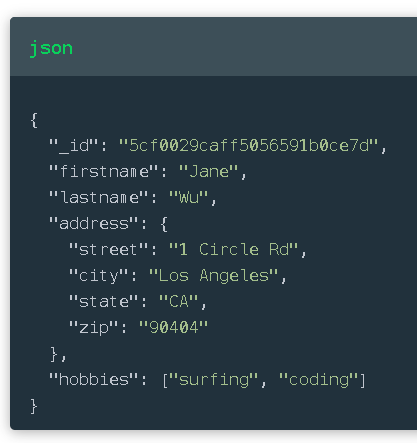 json
{
  "_id": "5cf0029caff5056591b0ce7d",
  "firstname": "Jane",
  "lastname": "Wu",
  "address": {
    "street": "1 Circle Rd",
    "city": "Los Angeles",
    "state": "CA",
    "zip": "90404"
  },
  "hobbies": ["surfing", "coding"]
}